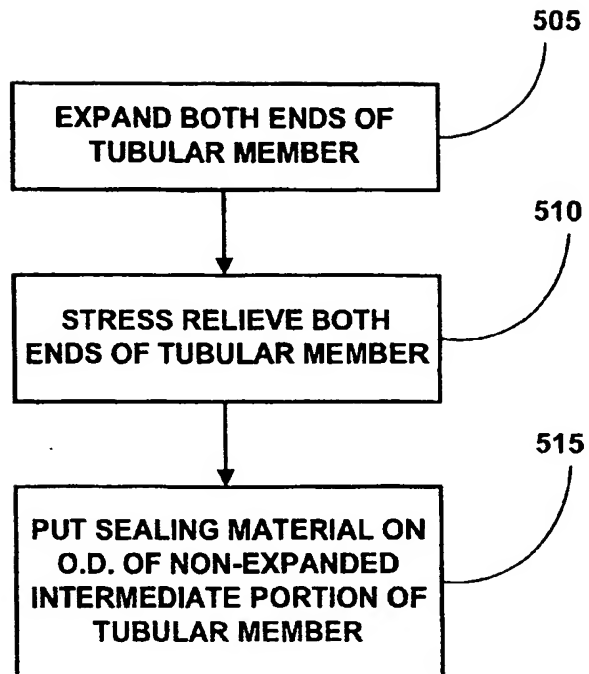 505
EXPAND BOTH ENDS OF
TUBULAR MEMBER
510
STRESS RELIEVE BOTH
ENDS OF TUBULAR MEMBER
515
PUT SEALING MATERIAL ON
O.D. OF NON-EXPANDED
INTERMEDIATE PORTION OF
TUBULAR MEMBER